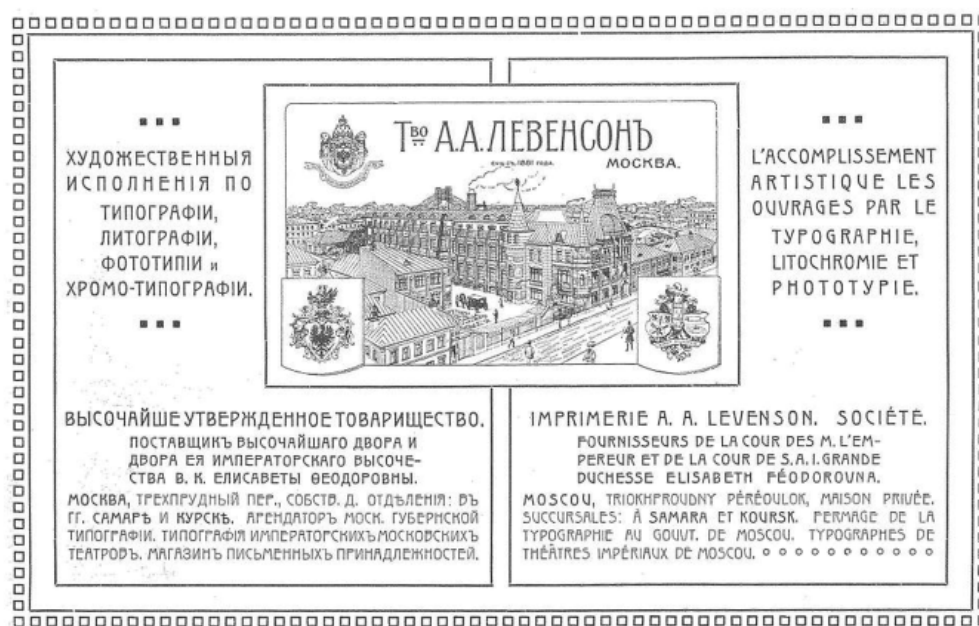 Тво А.А.ЛЕВЕНСОНЪ
МОСКВА.
ХУДОЖЕСТВЕННЫЯ
ИСПОЛНЕНІЯ ПО
ТИПОГРАФІИ,
ЛИТОГРАФІИ,
ФОТОТИПІИ и
ХРОМО-ТИПОГРАФІИ.
L'ACCOMPLISSEMENT
ARTISTIQUE LES
OUVRAGES PAR LE
TYPOGRAPHIE,
LITOCHROMIE ET
PHOTOTYPIE.
ВЫСОЧАЙШЕ УТВЕРЖДЕННОЕ ТОВАРИЩЕСТВО.
ПОСТАВЩИКЪ ВЫСОЧАЙШАГО ДВОРА И
ДВОРА ЕЯ ИМПЕРАТОРСКАГО ВЫСОЧЕ-
СТВА В. К. ЕЛИСАВЕТЫ ѲЕОДОРОВНЫ.
МОСКВА, ТРЕХПРУДНЫЙ ПЕР., СОБСТВ. Д. ОТДѢЛЕНІЯ: ВЪ
ГГ. САМАРѢ И КУРСКѢ. АРЕНДАТОРЪ МОСК. ГУБЕРНСКОЙ
ТИПОГРАФІИ. ТИПОГРАФІЯ ИМПЕРАТОРСКИХЪ МОСКОВСКИХЪ
ТЕАТРОВЪ. МАГАЗИНЪ ПИСЬМЕННЫХЪ ПРИНАДЛЕЖНОСТЕЙ.
IMPRIMERIE A. A. LEVENSON. SOCIÉTÉ.
FOURNISSEURS DE LA COUR DES M. L'EM-
PEREUR ET DE LA COUR DE S.A.I. GRANDE
DUCHESSE ELISABETH FÉODOROVNA.
MOSCOU, TRIOKHPROUDNY PÉRÉOULOK, MAISON PRIVÉE.
SUCCURSALES: À SAMARA ET KOURSK. FERMAGE DE LA
TYPOGRAPHIE AU GOUVT. DE MOSCOU. TYPOGRAPHES DE
THÉÂTRES IMPÉRIAUX DE MOSCOU.